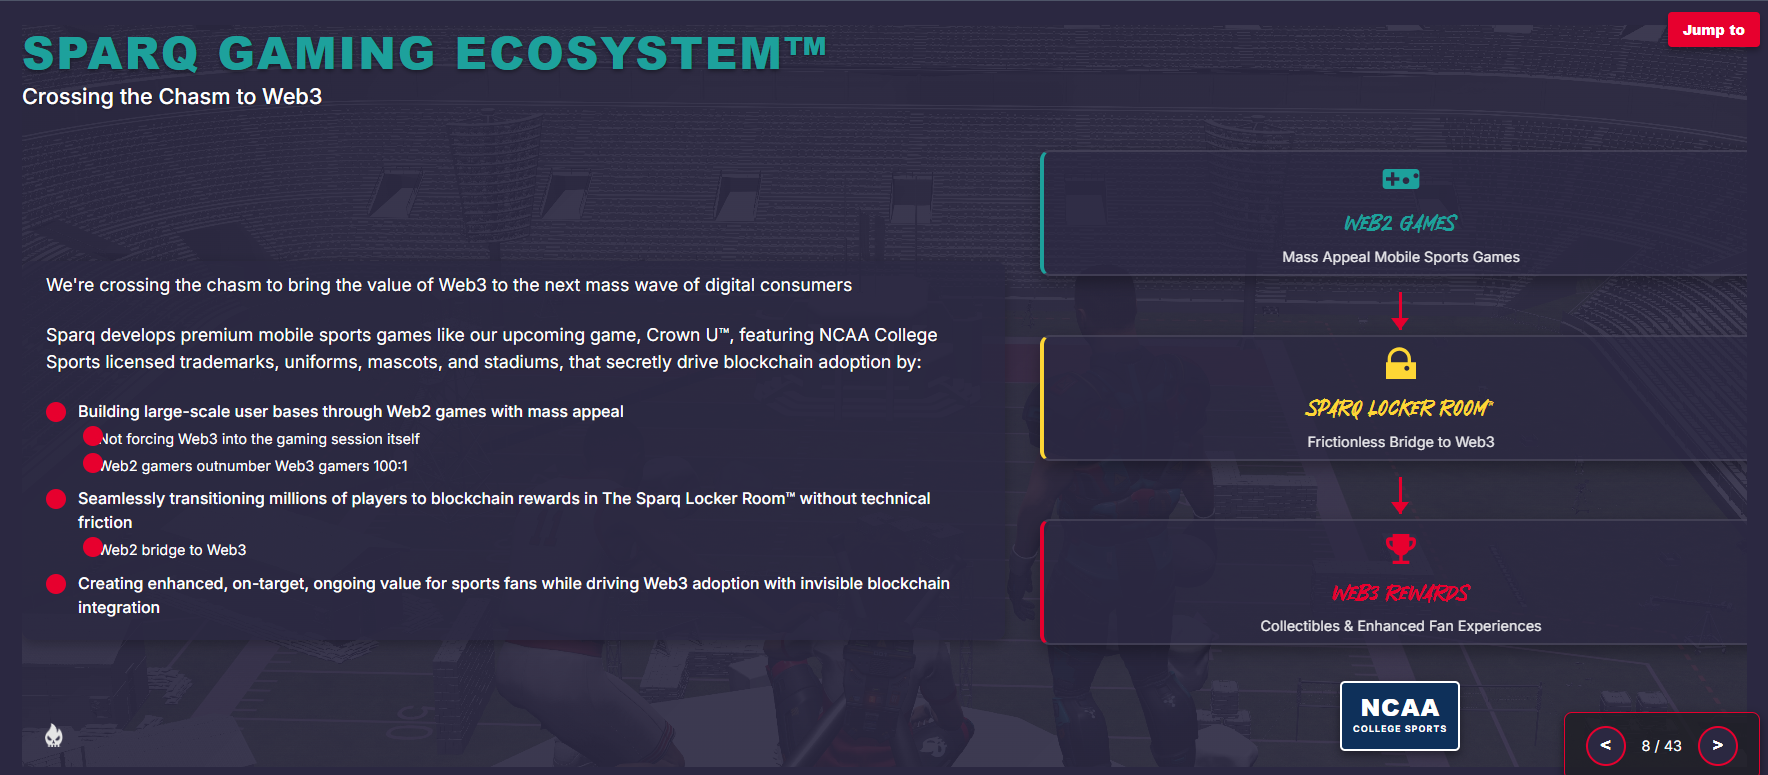 SPARQ GAMING ECOSYSTEM™
Crossing the Chasm to Web3
Jump to
We're crossing the chasm to bring the value of Web3 to the next mass wave of digital consumers
Sparq develops premium mobile sports games like our upcoming game, Crown U™, featuring NCAA College
Sports licensed trademarks, uniforms, mascots, and stadiums, that secretly drive blockchain adoption by:
Building large-scale user bases through Web2 games with mass appeal
Not forcing Web3 into the gaming session itself
Web2 gamers outnumber Web3 gamers 100:1
Seamlessly transitioning millions of players to blockchain rewards in The Sparq Locker Room™ without technical
friction
Web2 bridge to Web3
Creating enhanced, on-target, ongoing value for sports fans while driving Web3 adoption with invisible blockchain
integration
WEB2 GAMES
Mass Appeal Mobile Sports Games
SPARQ LOCKER ROOM™
Frictionless Bridge to Web3
WEB3 REWARDS
Collectibles & Enhanced Fan Experiences
NCAA
COLLEGE SPORTS
< 8 / 43 >